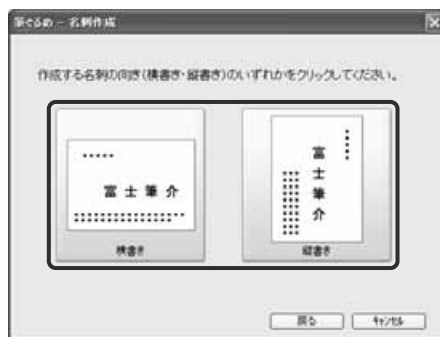 筆ぐるめ - 名刺作成
作成する名刺の向き(横書き・縦書き)のいずれかをクリックしてください。
富士筆介
横書き
富士筆介
縦書き
戻る
キャンセル